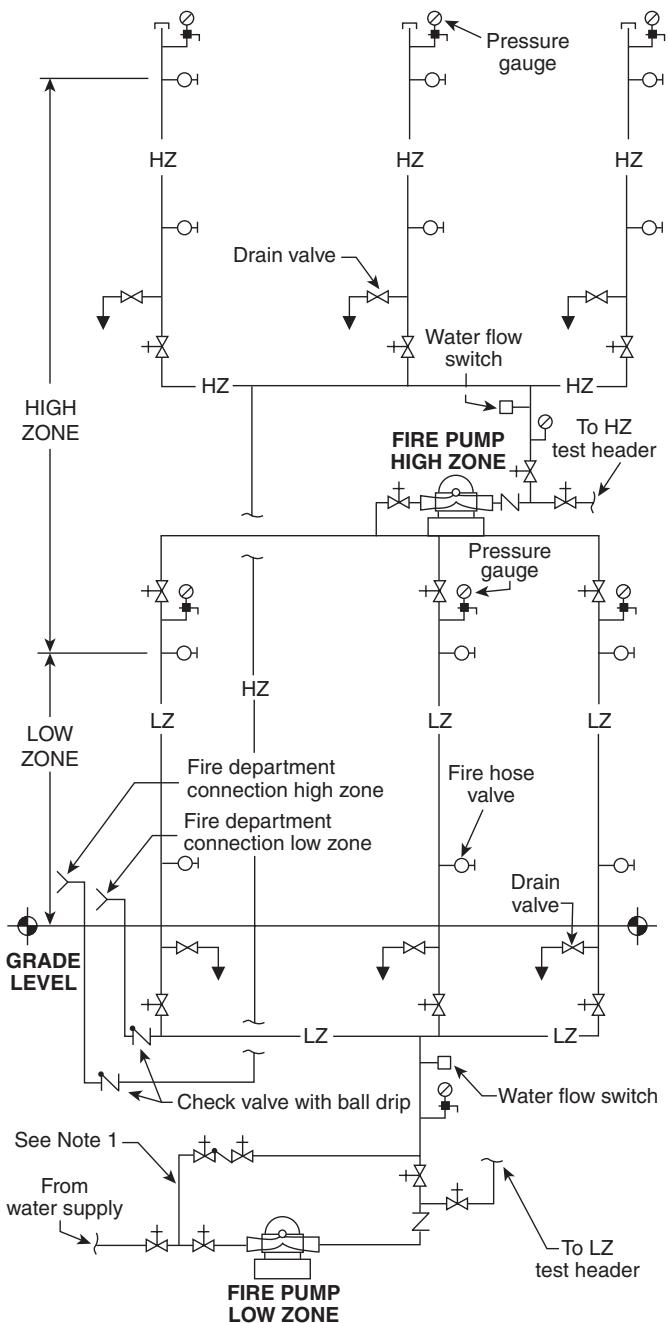 Pressure
gauge
HZ
HZ
HZ
Drain valve
Water flow
switch
HZ
HZ
HIGH
ZONE
FIRE PUMP
HIGH ZONE
To HZ
test header
Pressure
gauge
HZ
LZ
LZ
LZ
LOW
ZONE
Fire department
connection high zone
Fire hose
valve
Fire department
connection low zone
Drain
valve
GRADE
LEVEL
LZ
LZ
Check valve with ball drip
Water flow switch
See Note 1
From
water supply
To LZ
test header
FIRE PUMP
LOW ZONE